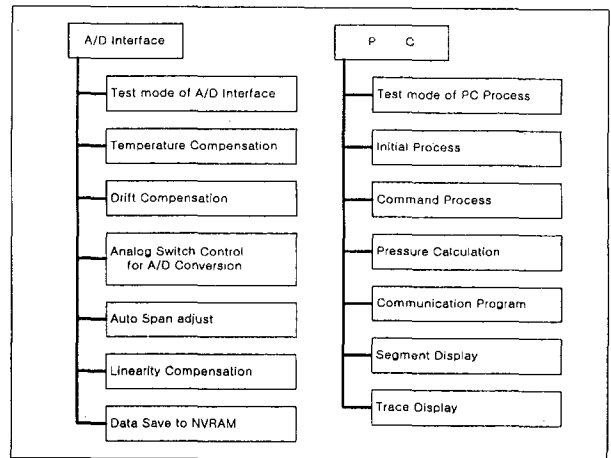 A/D Interface
Test mode of A/D Interface
Temperature Compensation
Drift Compensation
Analog Switch Control
for A/D Conversion
Auto Span adjust
Linearity Compensation
Data Save to NVRAM
P C
Test mode of PC Process
Initial Process
Command Process
Pressure Calculation
Communication Program
Segment Display
Trace Display